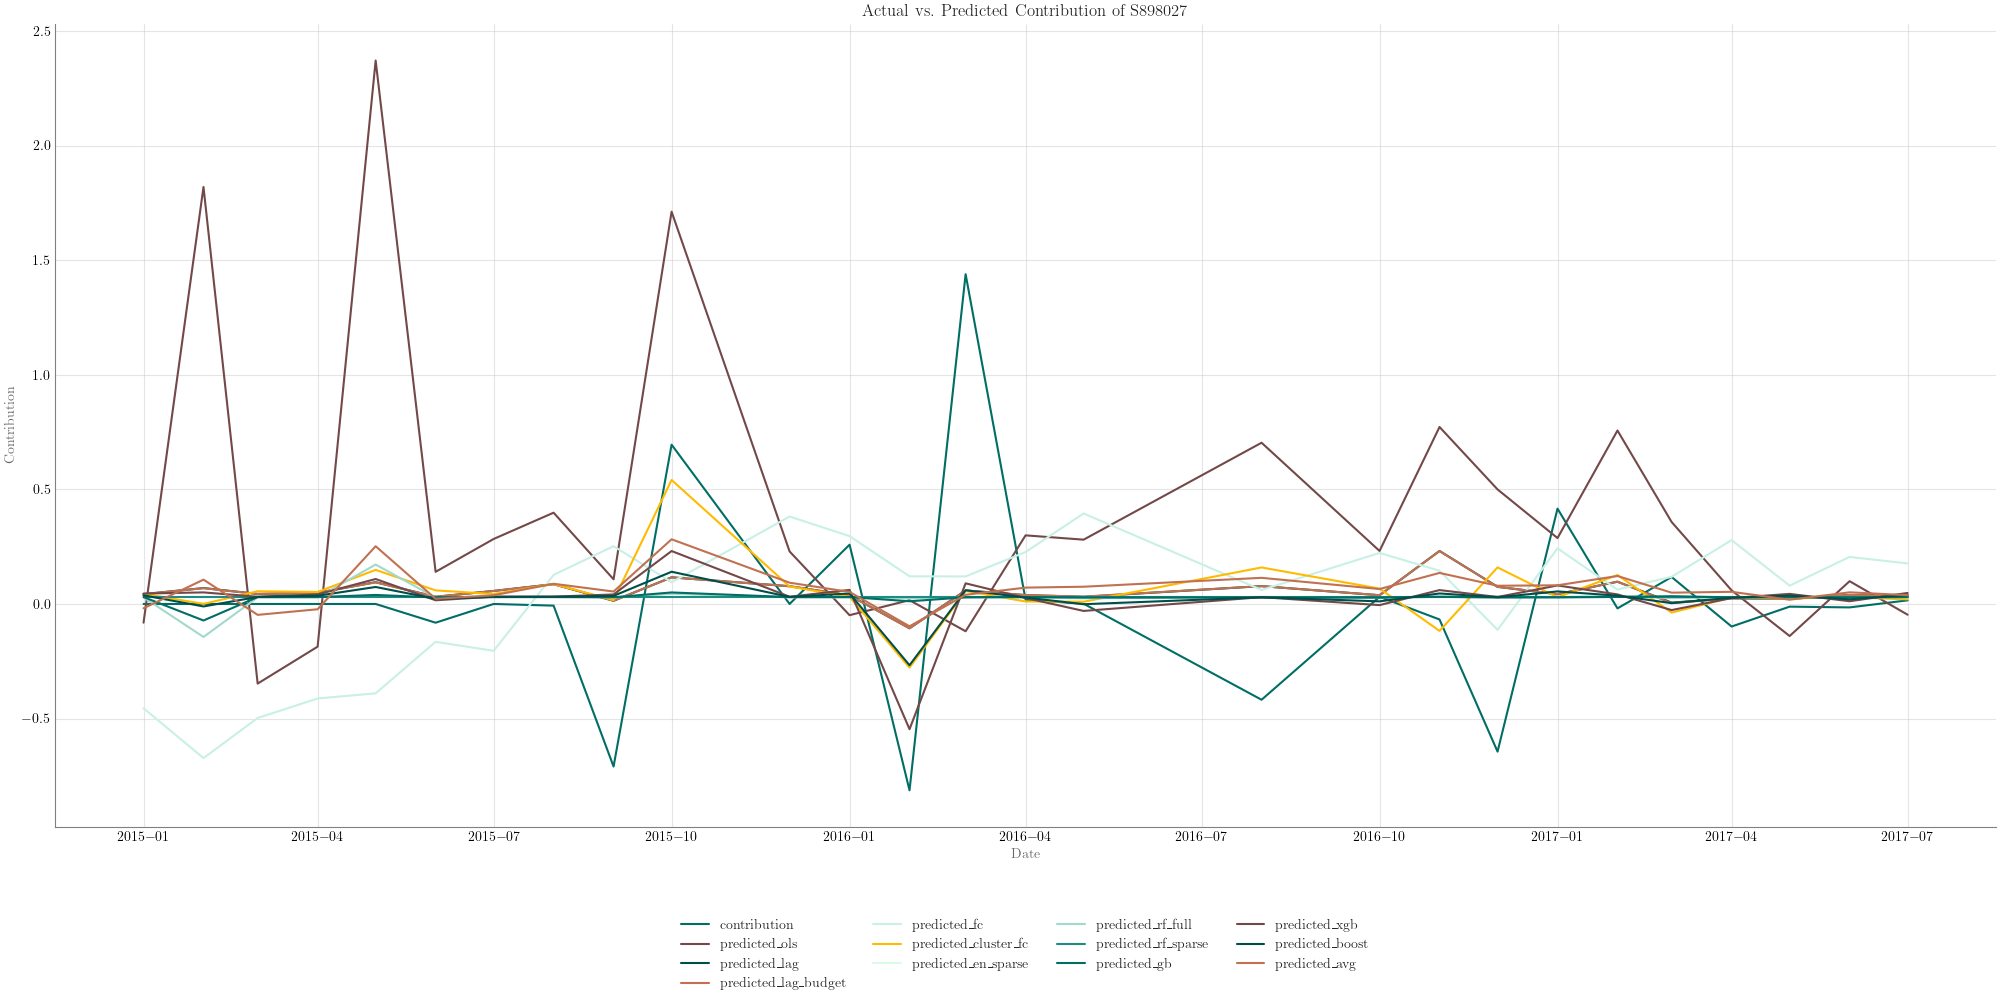 Actual vs. Predicted Contribution of S898027
2.5
2.0
1.5
1.0
0.5
0.0
−0.5
Contribution
2015−01 2015−04 2015−07 2015−10 2016−01 2016−04 2016−07 2016−10 2017−01 2017−04 2017−07
Date
contribution predicted_fc predicted_rf_full predicted_xgb
predicted_ols predicted_cluster_fc predicted_rf_sparse predicted_boost
predicted_lag predicted_en_sparse predicted_gb predicted_avg
predicted_lag_budget